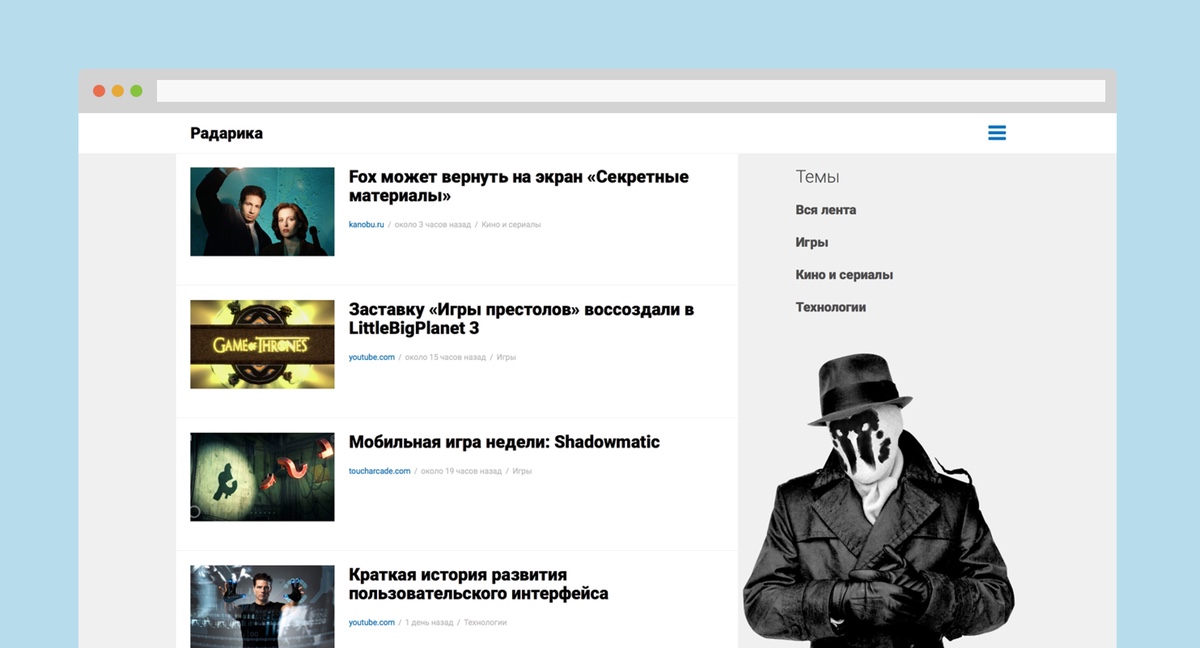 Радарика
Fox может вернуть на экран «Секретные
материалы»
kanobu.ru / около 3 часов назад / Кино и сериалы
GAME OF THRONES
Заставку «Игры престолов» воссоздали в
LittleBigPlanet 3
youtube.com / около 15 часов назад / Игры
Мобильная игра недели: Shadowmatic
toucharcade.com / около 19 часов назад / Игры
Краткая история развития
пользовательского интерфейса
youtube.com / 1 день назад / Технологии
Темы
Вся лента
Игры
Кино и сериалы
Технологии